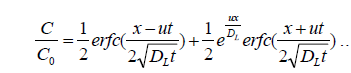 C/C₀ = 1/2 erfc((x − ut)/(2√(D_L t))) + 1/2 e^(ux/D_L) erfc((x + ut)/(2√(D_L t))) ..